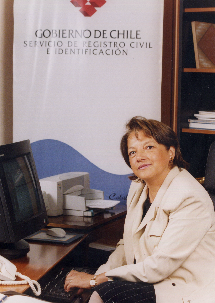 GOBIERNO DE CHILE
SERVICIO DE REGISTRO CIVIL
E IDENTIFICACIÓN